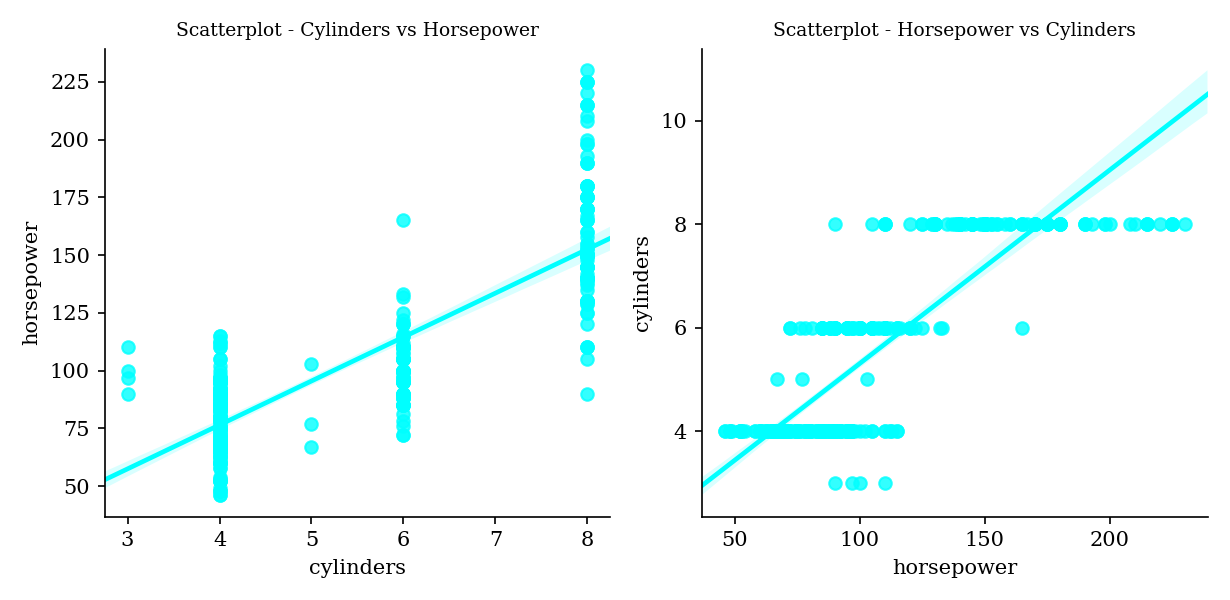 Scatterplot - Cylinders vs Horsepower
225
200
175
150
125
100
75
50
horsepower
3 4 5 6 7 8
cylinders
Scatterplot - Horsepower vs Cylinders
10
8
6
4
cylinders
50 100 150 200
horsepower